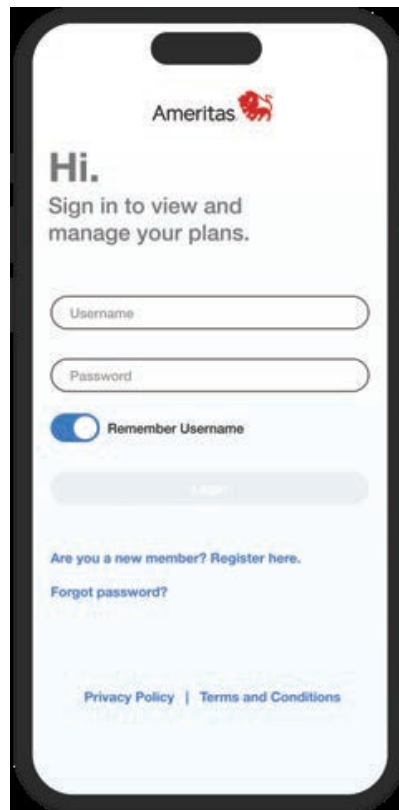 Ameritas
Hi.
Sign in to view and
manage your plans.
Username
Password
Remember Username
Login
Are you a new member? Register here.
Forgot password?
Privacy Policy | Terms and Conditions